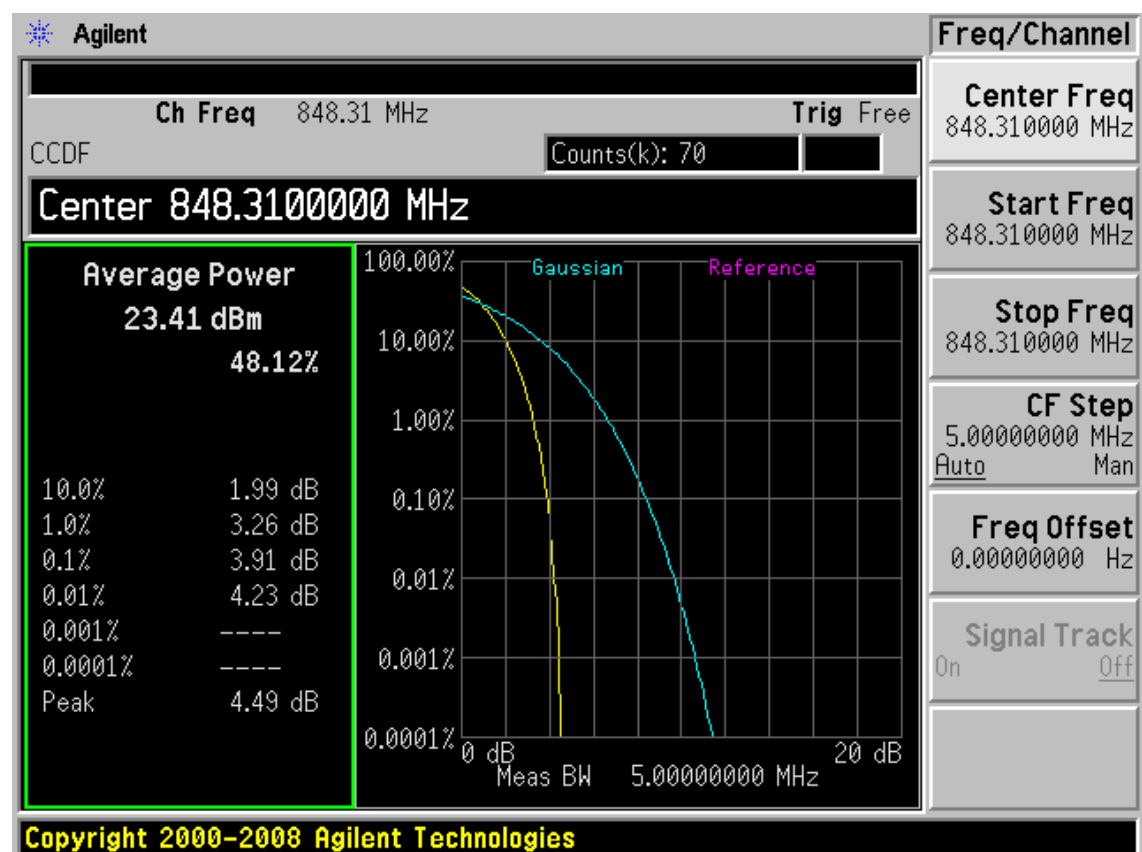 Agilent
Freq/Channel
Ch Freq 848.31 MHz Trig Free
CCDF Counts(k): 70
Center 848.3100000 MHz
Average Power
23.41 dBm
48.12%
10.0% 1.99 dB
1.0% 3.26 dB
0.1% 3.91 dB
0.01% 4.23 dB
0.001% ----
0.0001% ----
Peak 4.49 dB
Gaussian Reference
100.00%
10.00%
1.00%
0.10%
0.01%
0.001%
0.0001%
0 dB 20 dB
Meas BW 5.00000000 MHz
Center Freq
848.310000 MHz
Start Freq
848.310000 MHz
Stop Freq
848.310000 MHz
CF Step
5.00000000 MHz
Auto Man
Freq Offset
0.00000000 Hz
Signal Track
On Off
Copyright 2000-2008 Agilent Technologies